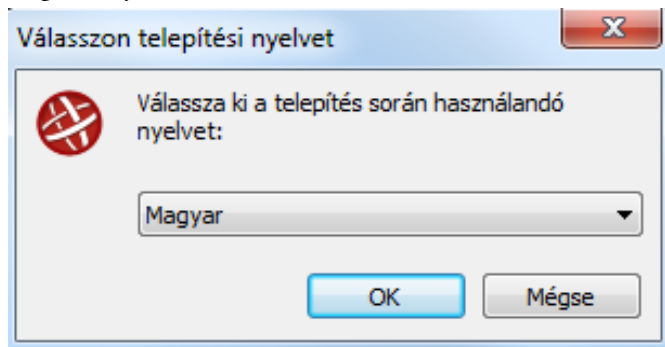 Válasszon telepítési nyelvet
Válassza ki a telepítés során használandó
nyelvet:
Magyar
OK
Mégse